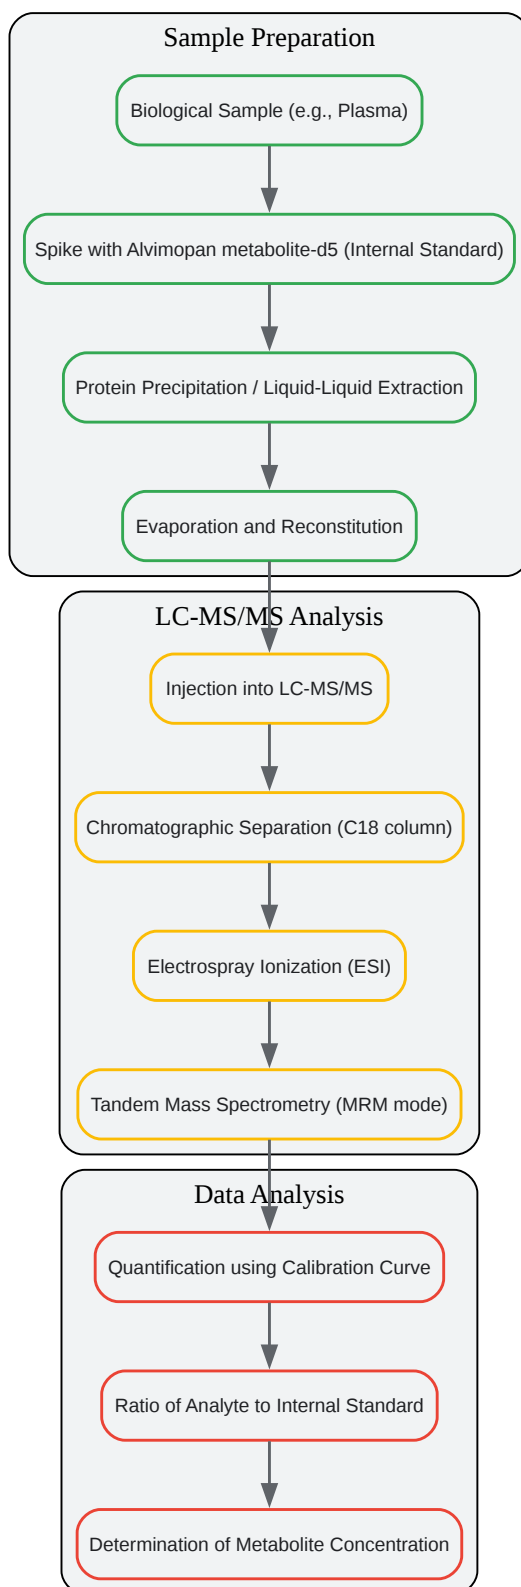 Sample Preparation
Biological Sample (e.g., Plasma)
Spike with Alvimopan metabolite-d5 (Internal Standard)
Protein Precipitation / Liquid-Liquid Extraction
Evaporation and Reconstitution
LC-MS/MS Analysis
Injection into LC-MS/MS
Chromatographic Separation (C18 column)
Electrospray Ionization (ESI)
Tandem Mass Spectrometry (MRM mode)
Data Analysis
Quantification using Calibration Curve
Ratio of Analyte to Internal Standard
Determination of Metabolite Concentration